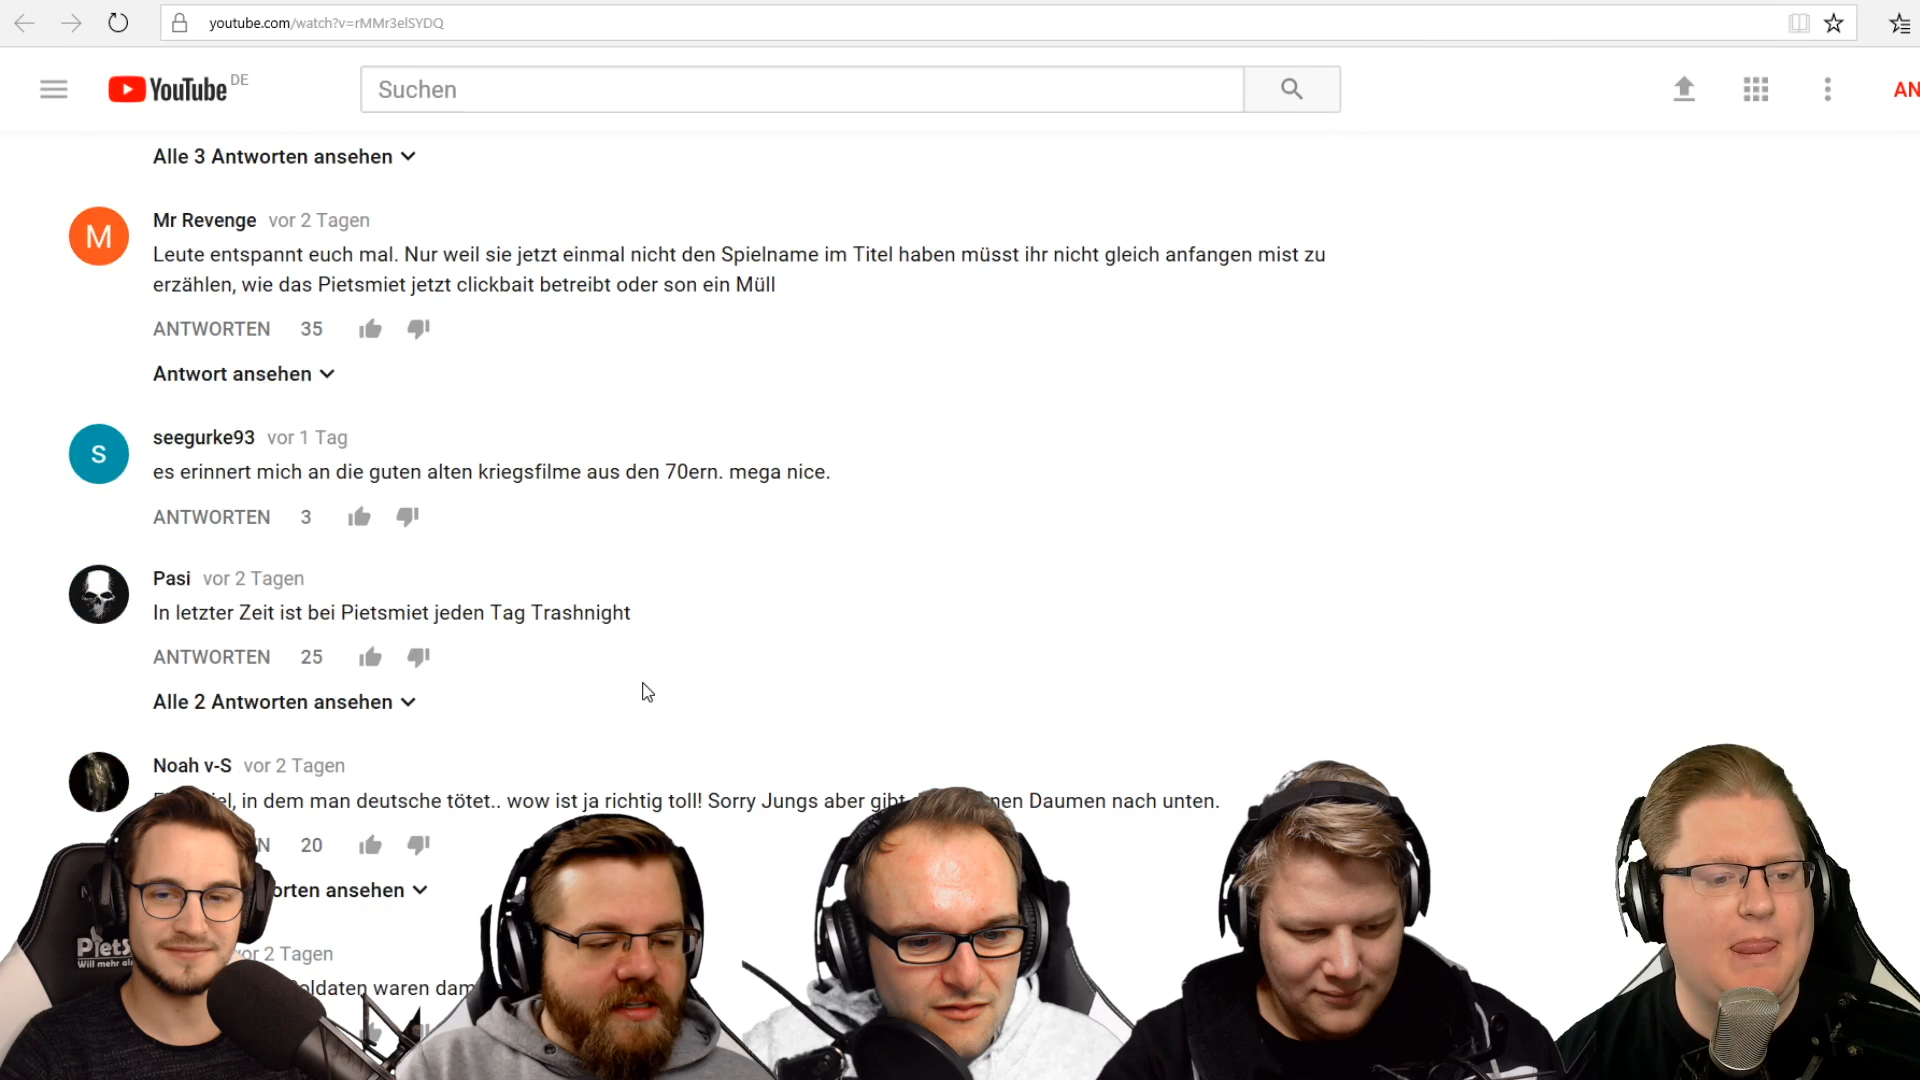 youtube.com/watch?v=rMMr3elSYDQ
YouTube DE
Suchen
AN
Alle 3 Antworten ansehen
M
Mr Revenge vor 2 Tagen
Leute entspannt euch mal. Nur weil sie jetzt einmal nicht den Spielname im Titel haben müsst ihr nicht gleich anfangen mist zu
erzählen, wie das Pietsmiet jetzt clickbait betreibt oder son ein Müll
ANTWORTEN 35
Antwort ansehen
s
seegurke93 vor 1 Tag
es erinnert mich an die guten alten kriegsfilme aus den 70ern. mega nice.
ANTWORTEN 3
Pasi vor 2 Tagen
In letzter Zeit ist bei Pietsmiet jeden Tag Trashnight
ANTWORTEN 25
Alle 2 Antworten ansehen
Noah v-S vor 2 Tagen
in dem man deutsche tötet.. wow ist ja richtig toll! Sorry Jungs aber gibt Daumen nach unten.
20
ansehen
vor 2 Tagen
waren
PietS
Will mehr